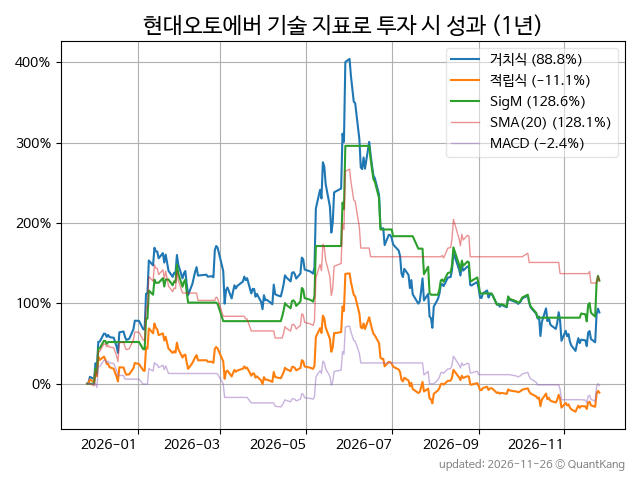 현대오토에버 기술 지표로 투자 시 성과 (1년)
거치식 (88.8%)
적립식 (−11.1%)
SigM (128.6%)
SMA(20) (128.1%)
MACD (−2.4%)
400%
300%
200%
100%
0%
2026-01 2026-03 2026-05 2026-07 2026-09 2026-11
updated: 2026-11-26 © QuantKang